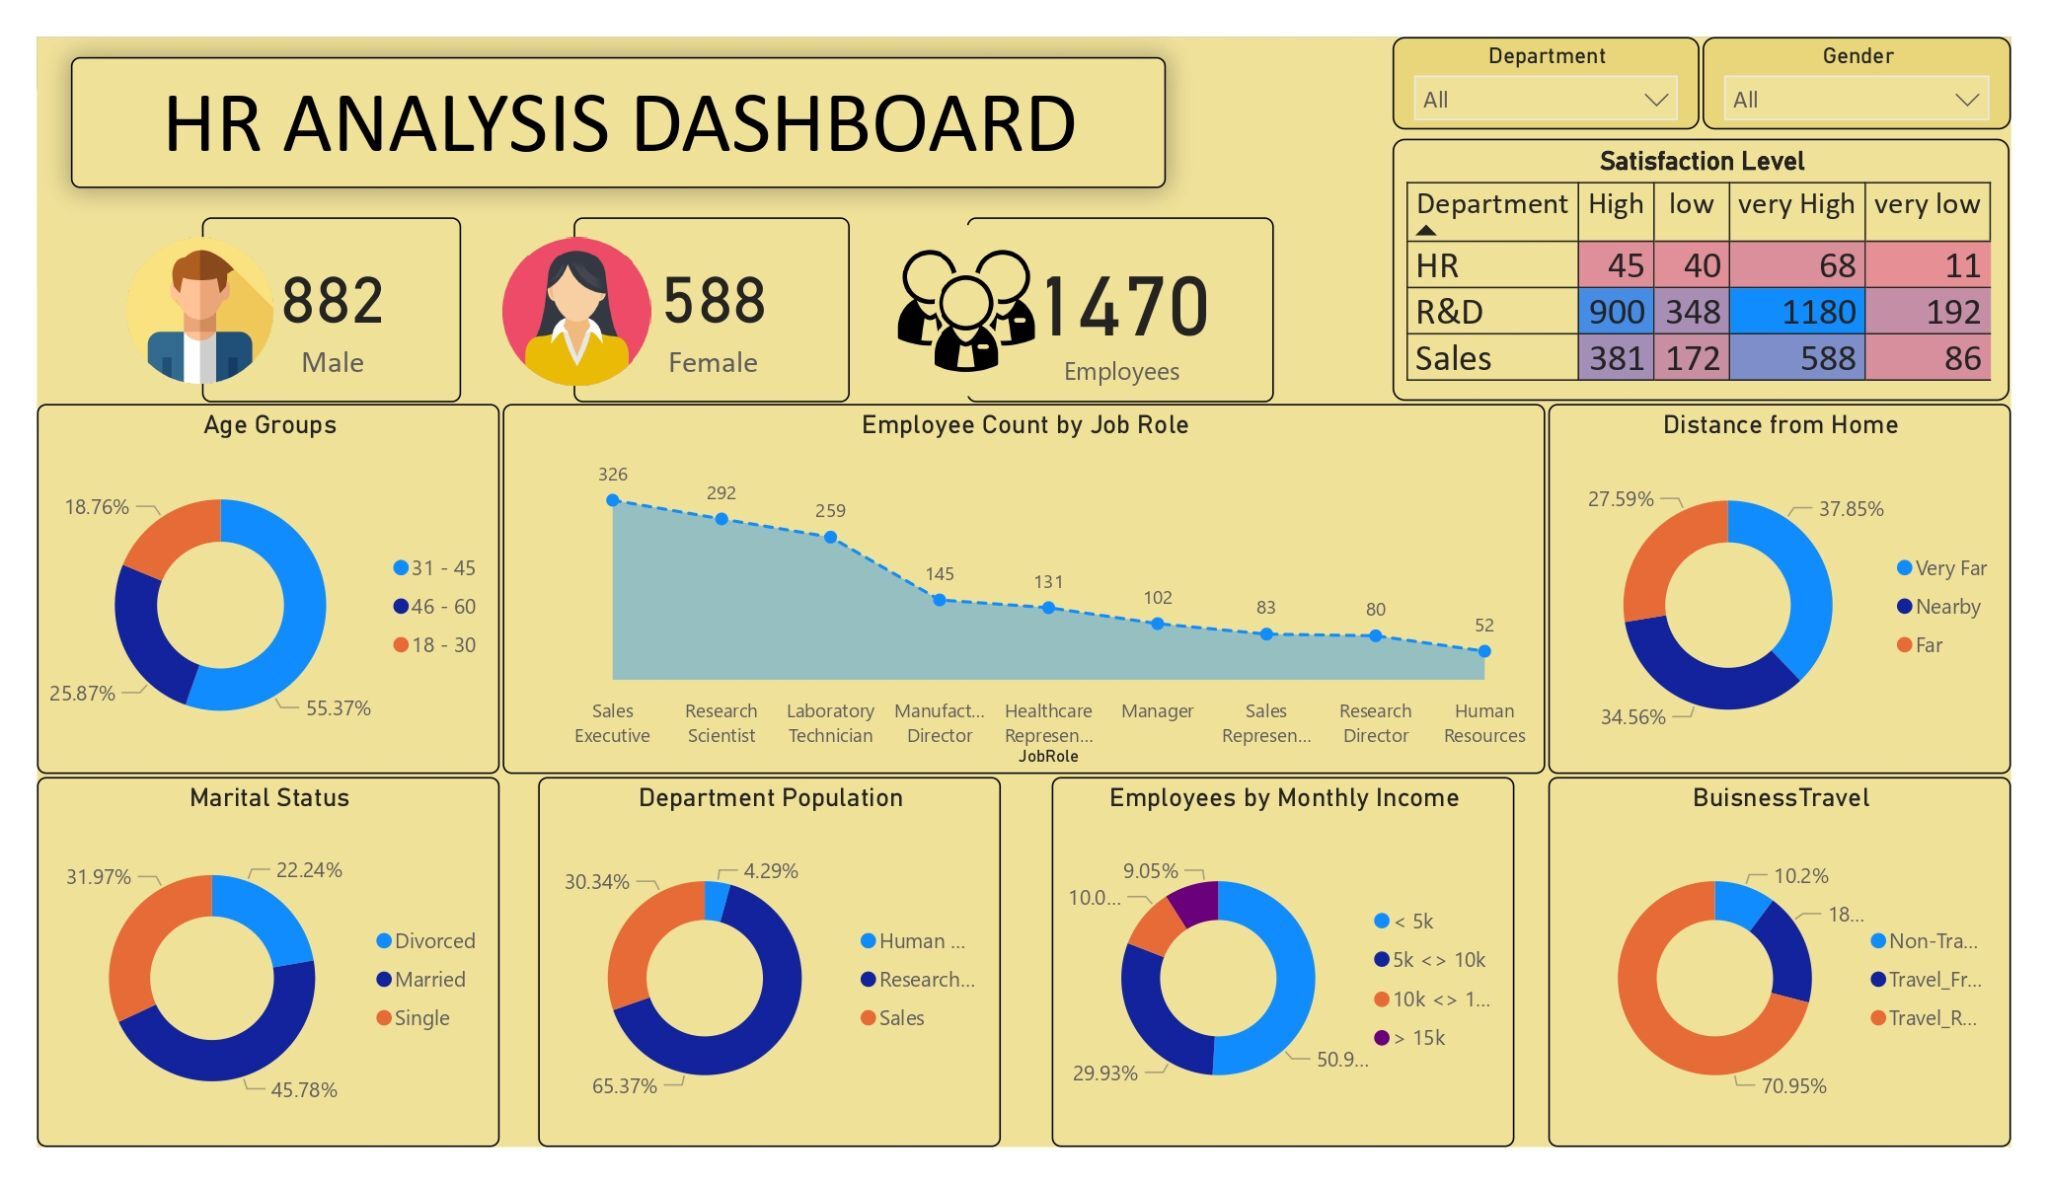 HR ANALYSIS DASHBOARD
Department
All
Gender
All
882
Male
588
Female
1470
Employees
Satisfaction Level
Department High low very High very low
HR 45 40 68 11
R&D 900 348 1180 192
Sales 381 172 588 86
Age Groups
18.76%
25.87%
55.37%
31 - 45
46 - 60
18 - 30
Employee Count by Job Role
326
292
259
145
131
102
83
80
52
Sales Executive
Research Scientist
Laboratory Technician
Manufact... Director
Healthcare Represen...
Manager
Sales Represen...
Research Director
Human Resources
JobRole
Distance from Home
27.59%
37.85%
34.56%
Very Far
Nearby
Far
Marital Status
31.97%
22.24%
45.78%
Divorced
Married
Single
Department Population
30.34%
4.29%
65.37%
Human ...
Research...
Sales
Employees by Monthly Income
9.05%
10.0...
29.93%
50.9...
< 5k
5k <> 10k
10k <> 1...
> 15k
BuisnessTravel
10.2%
18...
70.95%
Non-Tra...
Travel_Fr...
Travel_R...